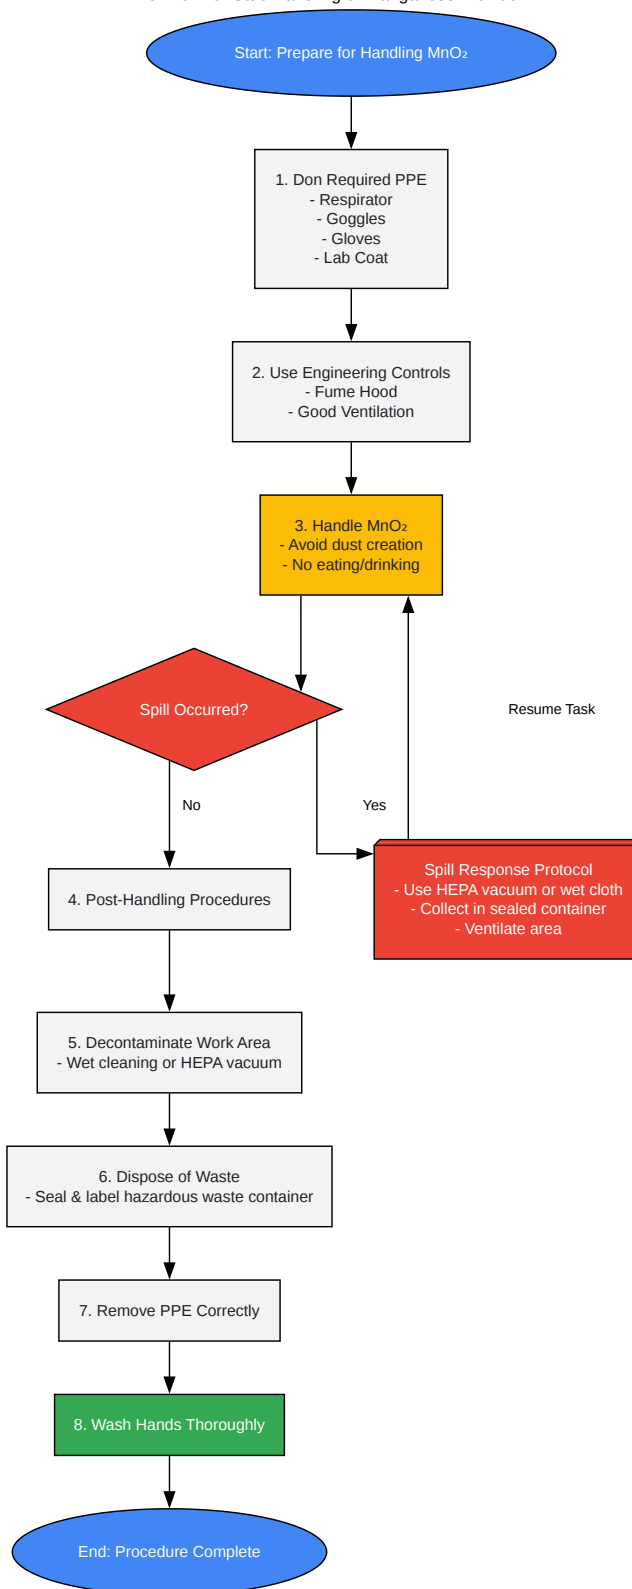 Start: Prepare for Handling MnO₂
1. Don Required PPE
- Respirator
- Goggles
- Gloves
- Lab Coat
2. Use Engineering Controls
- Fume Hood
- Good Ventilation
3. Handle MnO₂
- Avoid dust creation
- No eating/drinking
Spill Occurred?
Resume Task
No
Yes
Spill Response Protocol
- Use HEPA vacuum or wet cloth
- Collect in sealed container
- Ventilate area
4. Post-Handling Procedures
5. Decontaminate Work Area
- Wet cleaning or HEPA vacuum
6. Dispose of Waste
- Seal & label hazardous waste container
7. Remove PPE Correctly
8. Wash Hands Thoroughly
End: Procedure Complete